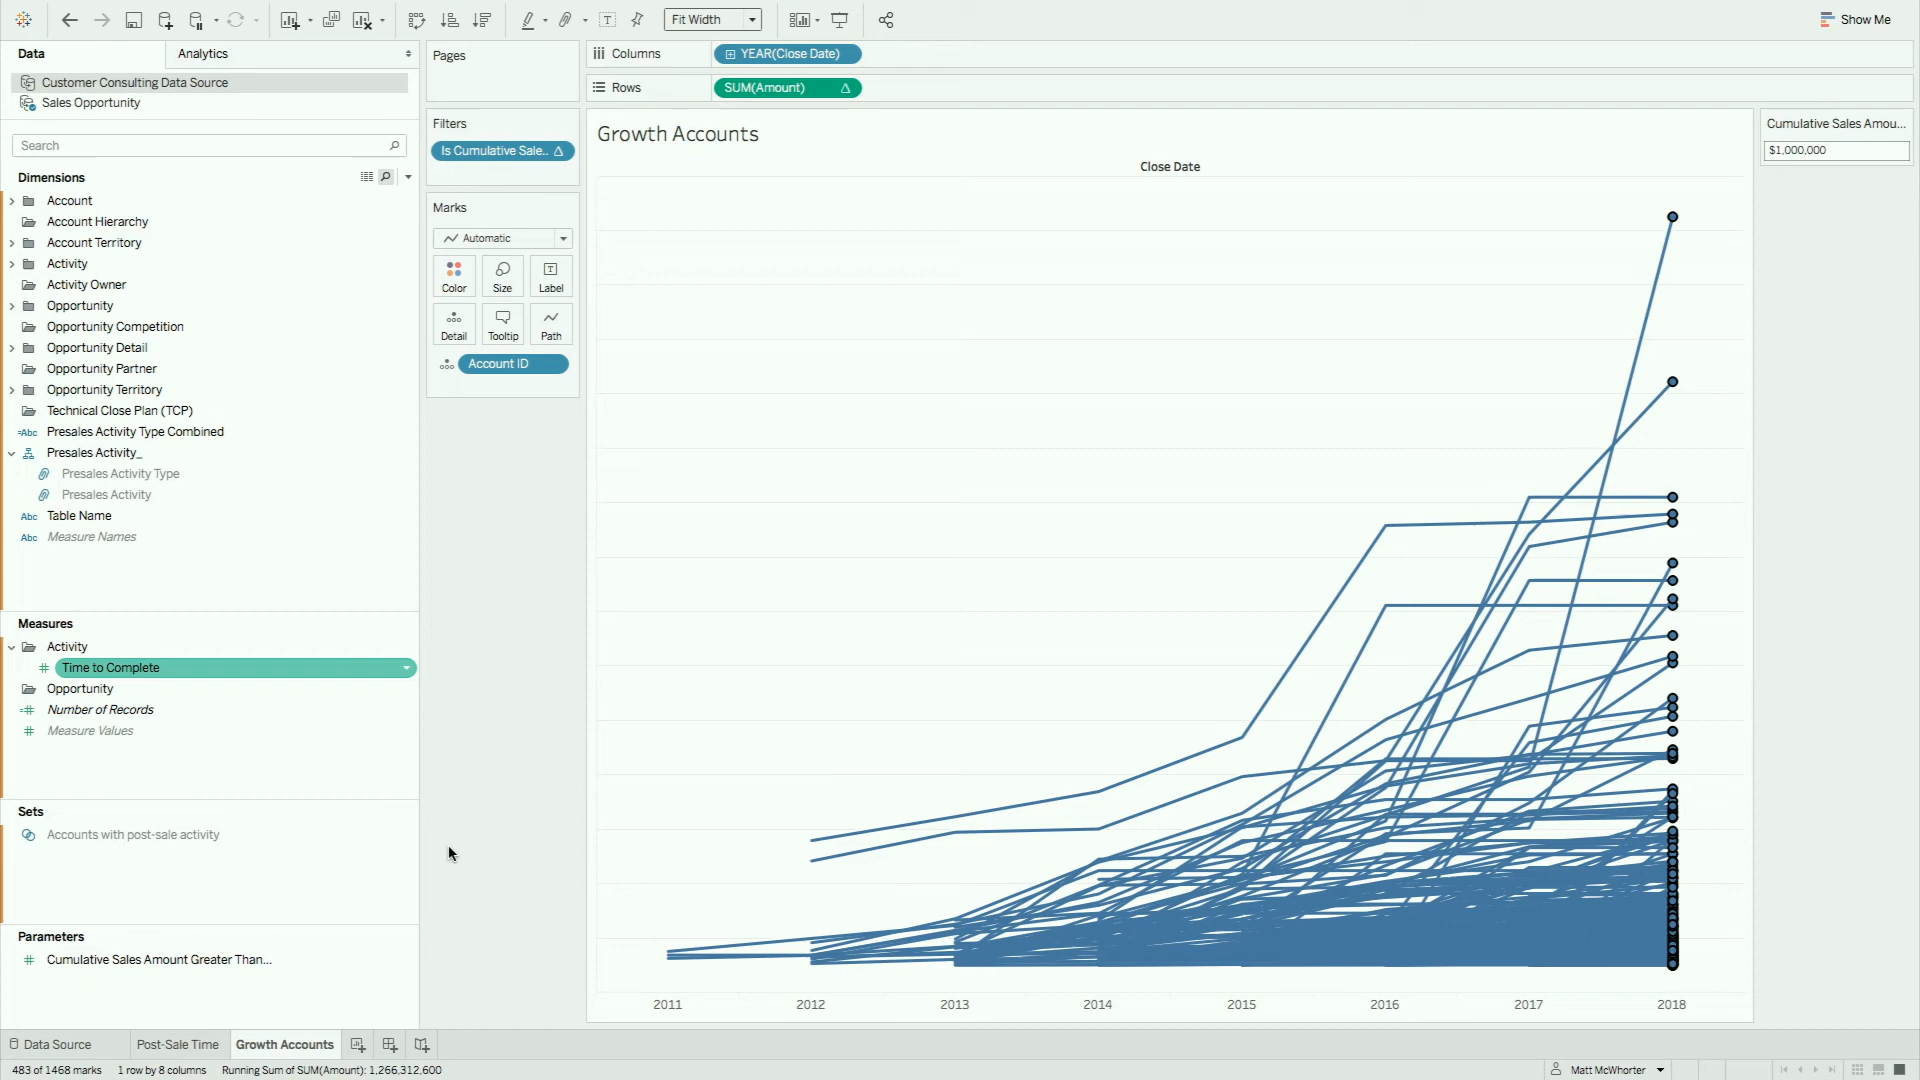 Fit Width
Show Me
Data
Analytics
Customer Consulting Data Source
Sales Opportunity
Search
Dimensions
Account
Account Hierarchy
Account Territory
Activity
Activity Owner
Opportunity
Opportunity Competition
Opportunity Detail
Opportunity Partner
Opportunity Territory
Technical Close Plan (TCP)
=Abc Presales Activity Type Combined
Presales Activity_
Presales Activity Type
Presales Activity
Abc Table Name
Abc Measure Names
Measures
Activity
# Time to Complete
Opportunity
=# Number of Records
# Measure Values
Sets
Accounts with post-sale activity
Parameters
# Cumulative Sales Amount Greater Than...
Pages
Filters
Is Cumulative Sale.. Δ
Marks
Automatic
Color Size Label
Detail Tooltip Path
Account ID
Columns YEAR(Close Date)
Rows SUM(Amount) Δ
Growth Accounts
Close Date
2011 2012 2013 2014 2015 2016 2017 2018
Cumulative Sales Amou...
$1,000,000
Data Source Post-Sale Time Growth Accounts
483 of 1468 marks 1 row by 8 columns Running Sum of SUM(Amount): 1,266,312,600 Matt McWhorter